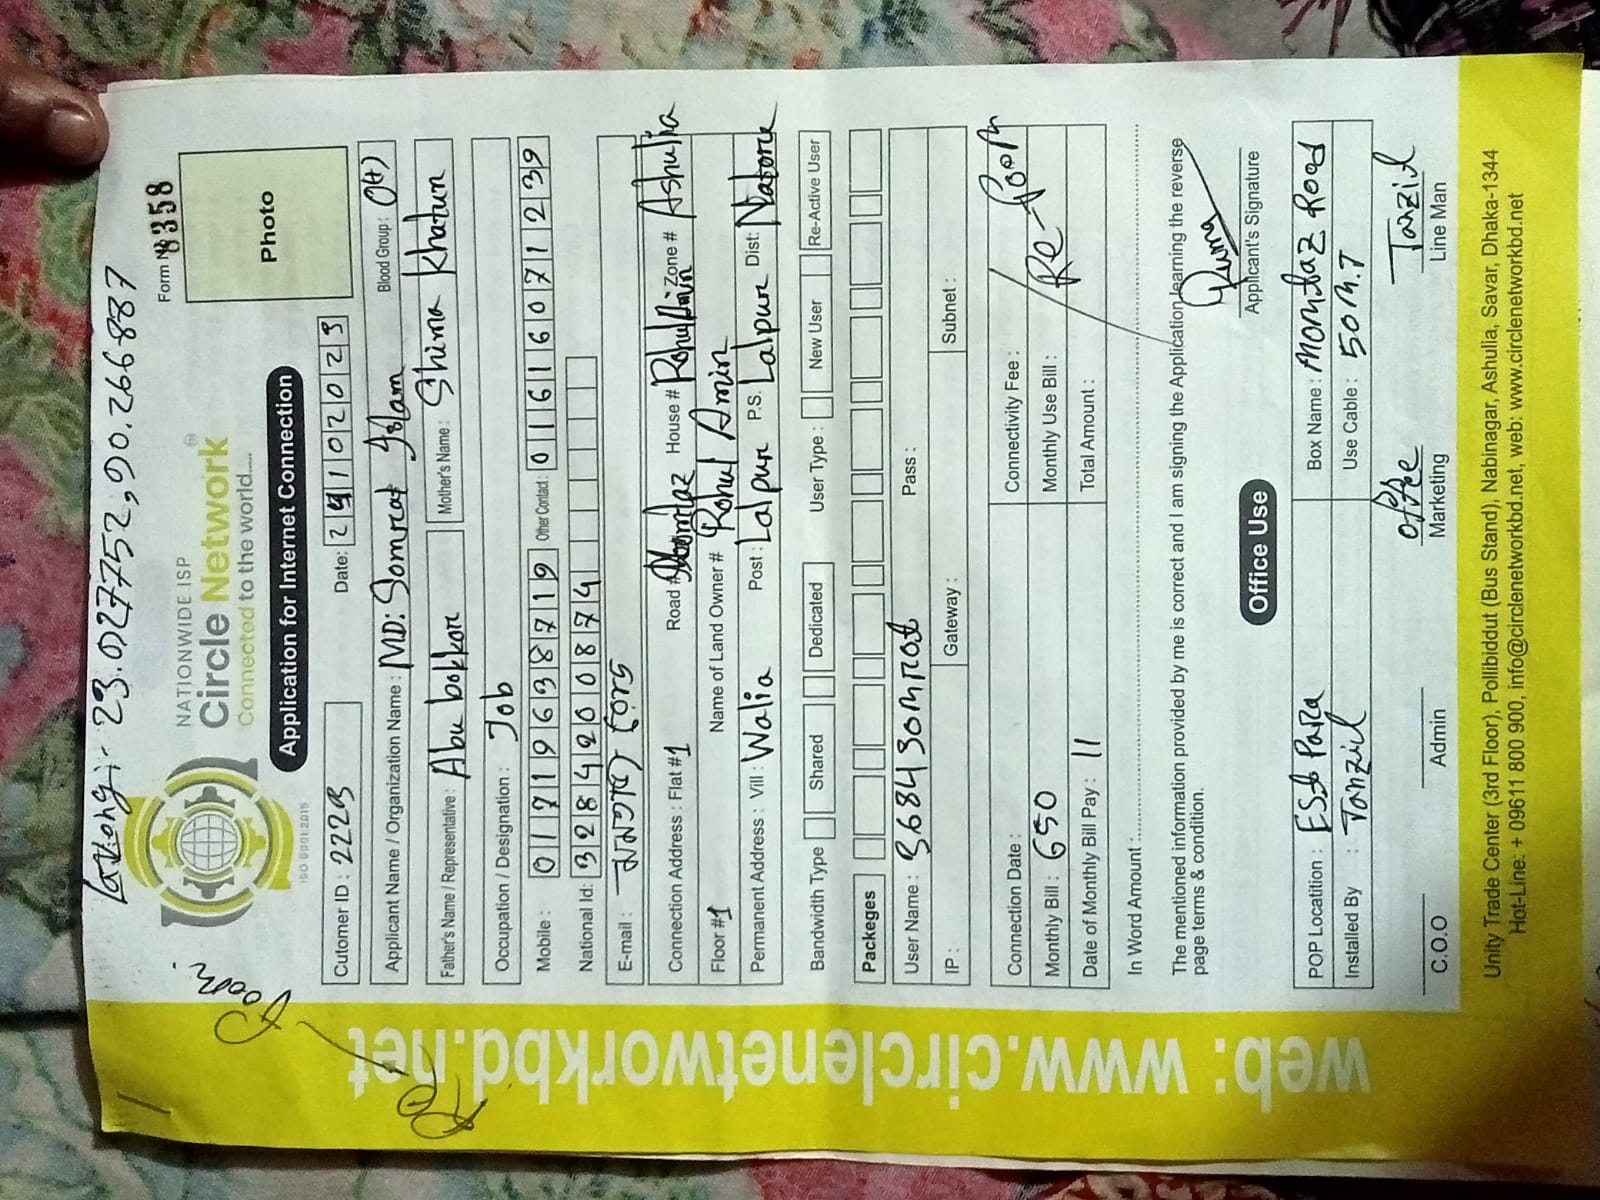 Lat Long:- 23.027752, 90.266887
NATIONWIDE ISP
Circle Network
Connected to the world....
ISO 9001:2015
Form No 8358
Photo
Application for Internet Connection
Cutomer ID : 2223 Date: 24102023
Applicant Name / Organization Name : MD: Somrat Islam Blood Group : O(+)
Father's Name / Representative : Abu bokkor Mother's Name : Shima Khatun
Occupation / Designation : Job
Mobile : 01719638719 Other Contact : 01616071239
National Id: 3284200874
E-mail :
Connection Address : Flat #1 Road # Momtaz House # Rohul Amin Zone # Ashulia
Floor #1 Name of Land Owner # Rohul Amin
Permanent Address : Vill : Walia Post : Lalpur P.S. Lalpur Dist: Natore
Bandwidth Type Shared Dedicated User Type : New User Re-Active User
Packeges
User Name : 3684somrot Pass :
IP : Gateway : Subnet :
Connection Date : Connectivity Fee :
Monthly Bill : 650 Monthly Use Bill :
Date of Monthly Bill Pay : 11 Total Amount :
In Word Amount :
The mentioned information provided by me is correct and I am signing the Application learning the reverse
page terms & condition.
Applicant's Signature
Office Use
POP Locatition : Est Para Box Name : Momtaz Road
Installed By : Tanzil Use Cable : 50 M.T
Office Tanzil
C.O.O Admin Marketing Line Man
Unity Trade Center (3rd Floor), Pollibiddut (Bus Stand), Nabinagar, Ashulia, Savar, Dhaka-1344
Hot-Line: + 09611 800 900, info@circlenetworkbd.net, web: www.circlenetworkbd.net
web: www.circlenetworkbd.net